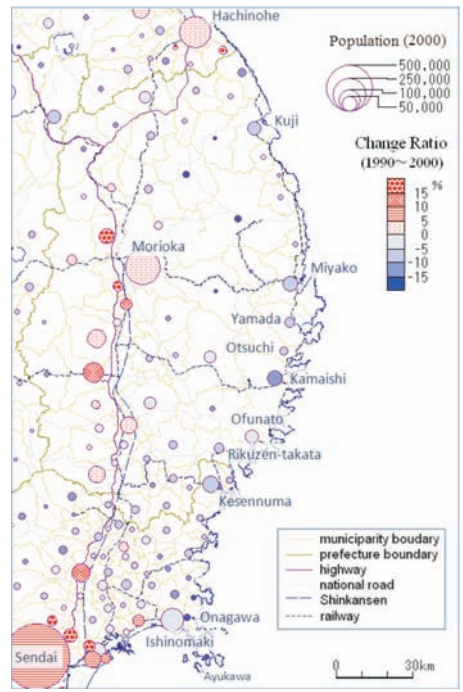 Hachinohe
Population (2000)
500,000
250,000
100,000
50,000
Kuji
Change Ratio
(1990～2000)
%
15
10
5
0
-5
-10
-15
Morioka
Miyako
Yamada
Otsuchi
Kamaishi
Ofunato
Rikuzen-takata
Kesennuma
municiparity boudary
prefecture boundary
highway
national road
Shinkansen
railway
Onagawa
Ishinomaki
Sendai
Ayukawa
0 30km